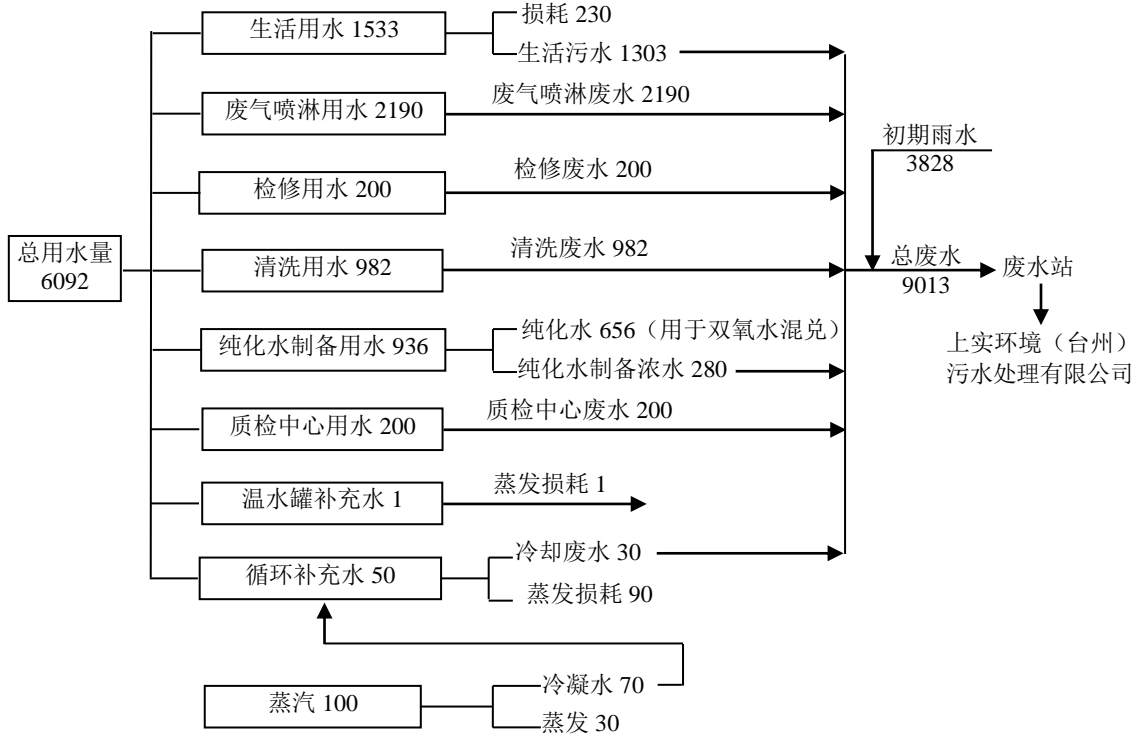 生活用水 1533
损耗 230
生活污水 1303
废气喷淋用水 2190
废气喷淋废水 2190
初期雨水
3828
检修用水 200
检修废水 200
总用水量
6092
清洗用水 982
清洗废水 982
总废水
9013
废水站
上实环境（台州）
污水处理有限公司
纯化水制备用水 936
纯化水 656（用于双氧水混兑）
纯化水制备浓水 280
质检中心用水 200
质检中心废水 200
温水罐补充水 1
蒸发损耗 1
循环补充水 50
冷却废水 30
蒸发损耗 90
蒸汽 100
冷凝水 70
蒸发 30